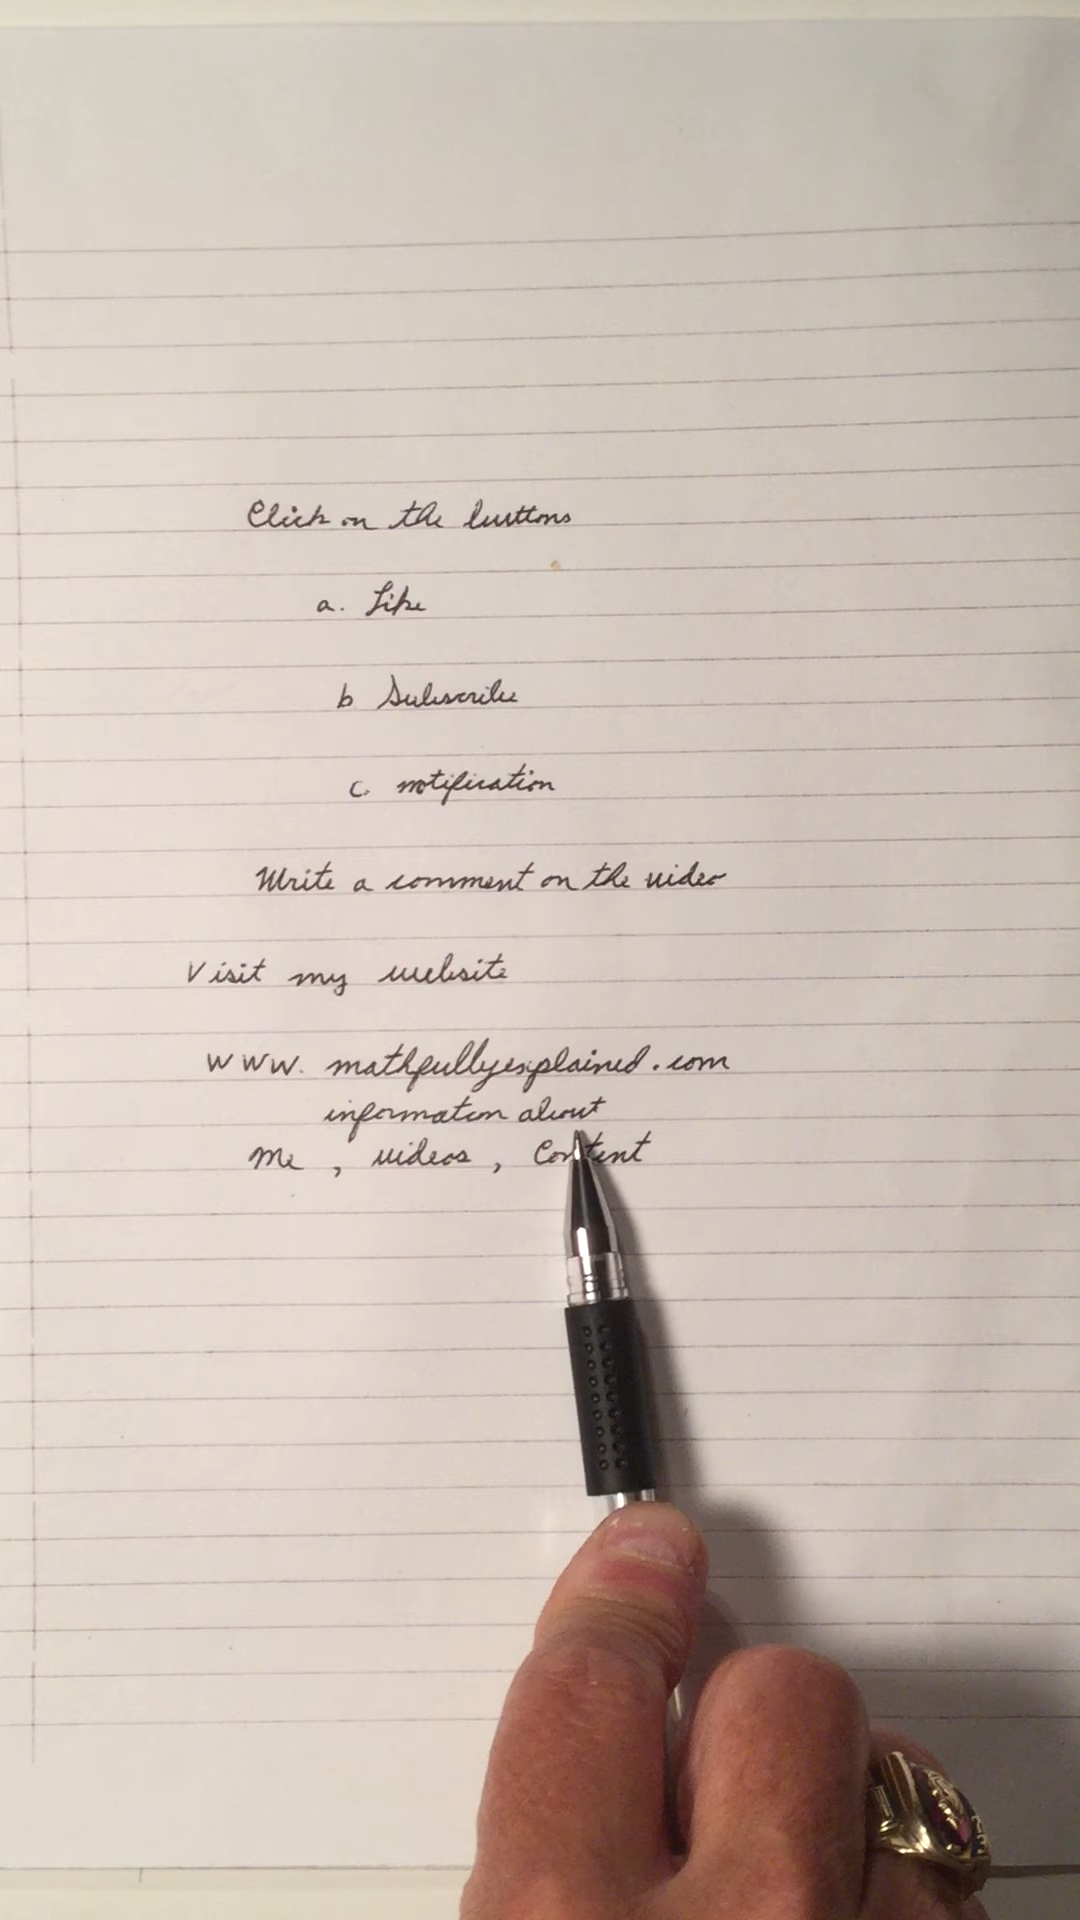 Click on the buttons
a. Like
b Subscribe
c. notification
Write a comment on the video
Visit my website
www. mathfullyexplained.com
information about
Me , videos , Content